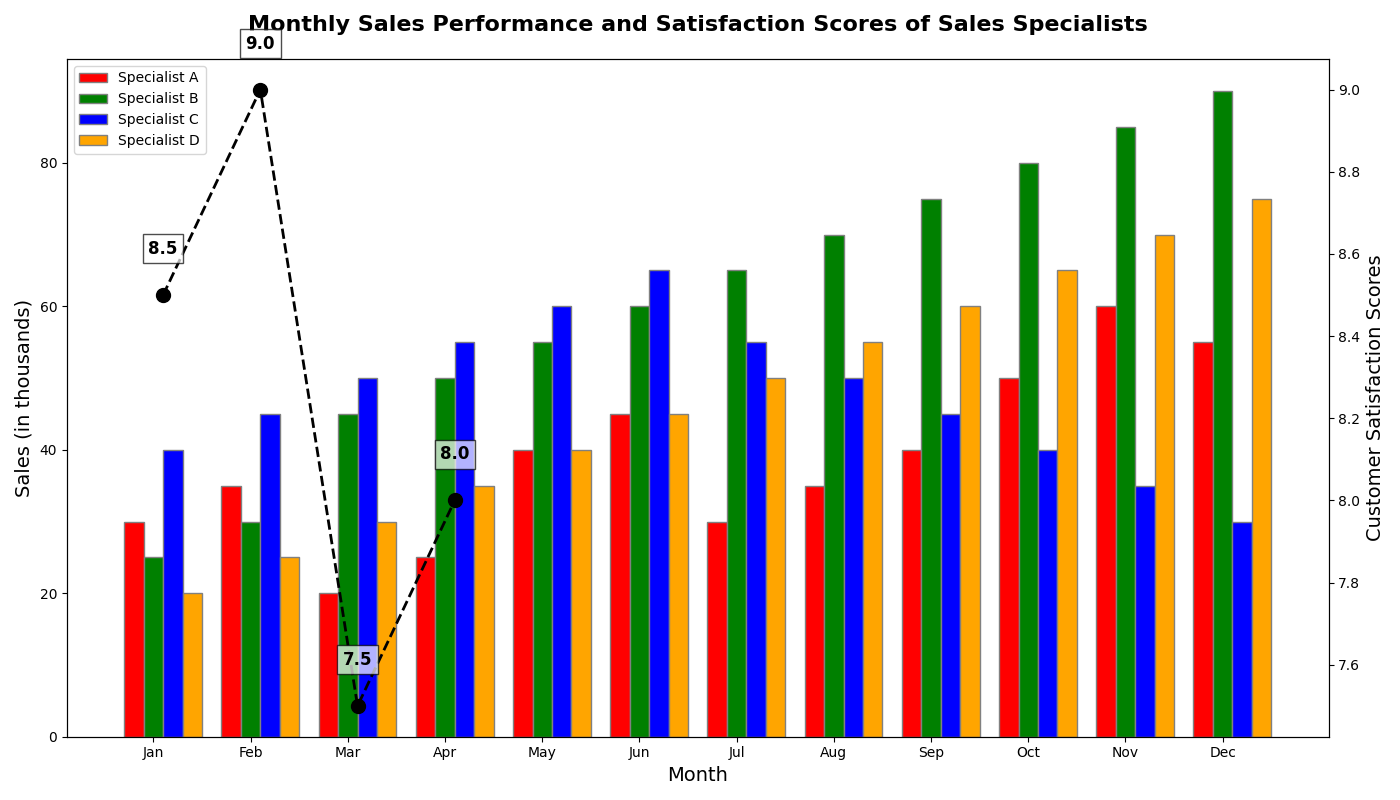 Monthly Sales Performance and Satisfaction Scores of Sales Specialists
9.0
8.5
8.0
7.5
Specialist A
Specialist B
Specialist C
Specialist D
Sales (in thousands)
80
60
40
20
0
9.0
8.8
8.6
8.4
8.2
8.0
7.8
7.6
Customer Satisfaction Scores
Jan Feb Mar Apr May Jun Jul Aug Sep Oct Nov Dec
Month